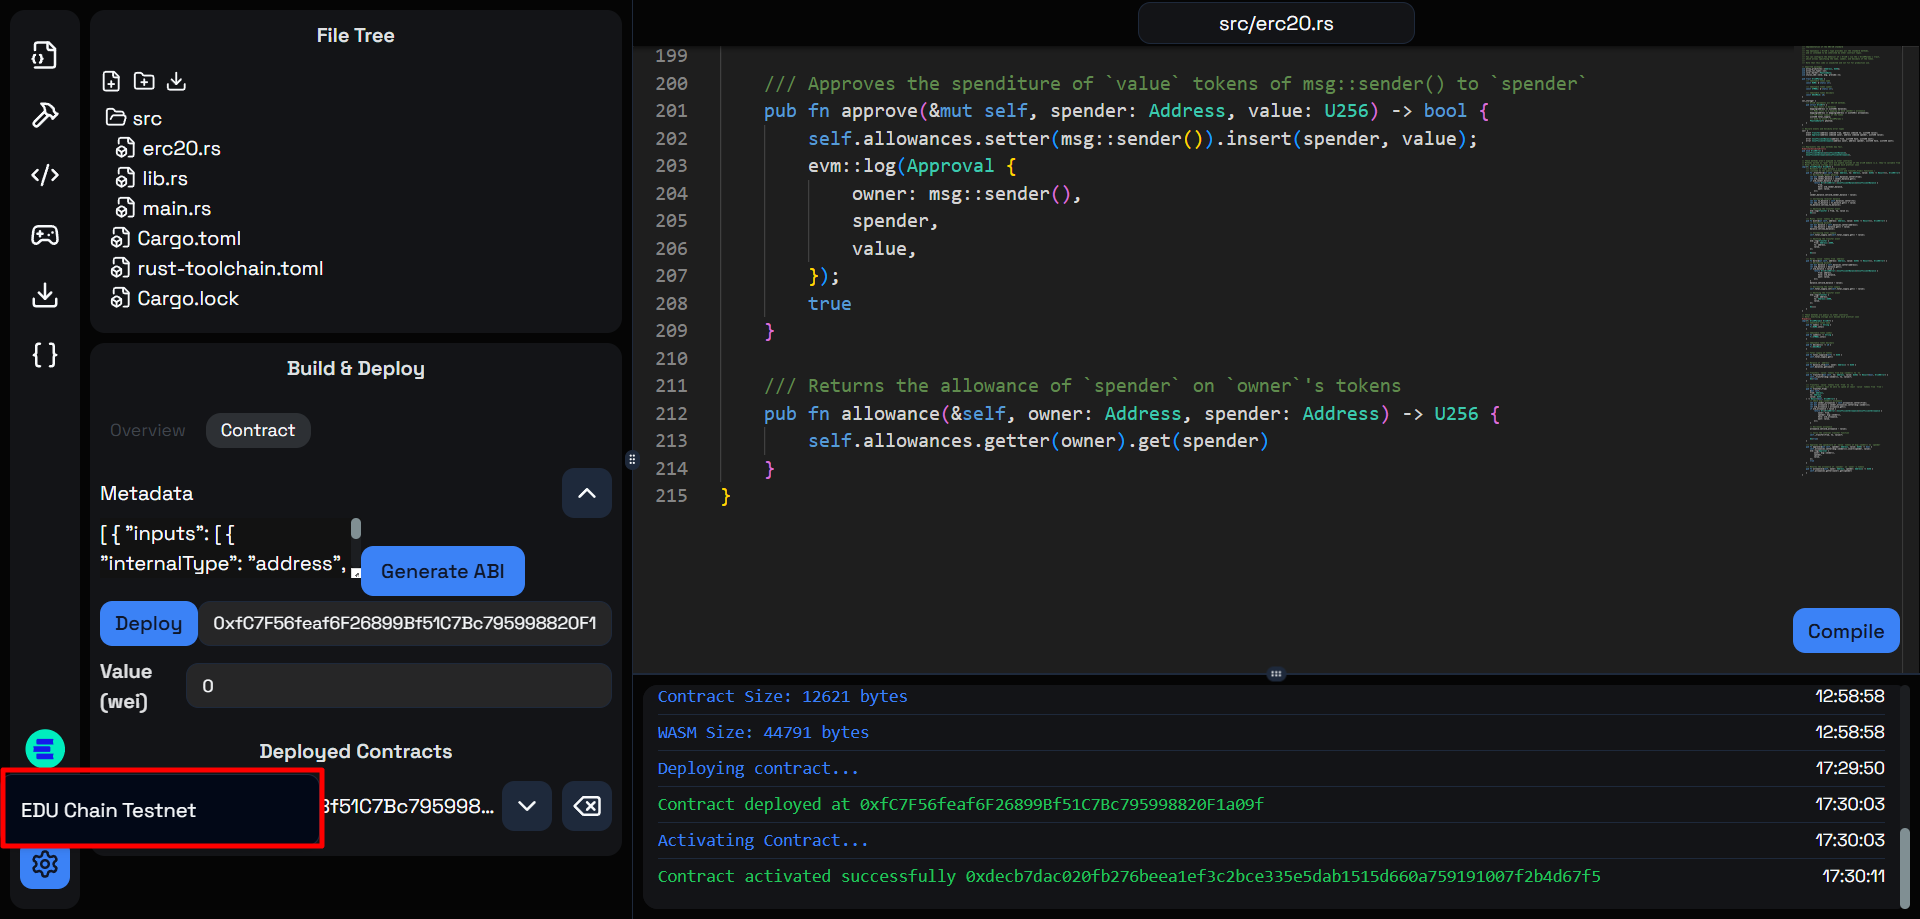 File Tree
src
erc20.rs
lib.rs
main.rs
Cargo.toml
rust-toolchain.toml
Cargo.lock
Build & Deploy
Overview
Contract
Metadata
[ { "inputs": [ {
"internalType": "address",
Generate ABI
Deploy
0xfC7F56feaf6F26899Bf51C7Bc795998820F1
Value
(wei)
0
Deployed Contracts
3f51C7Bc795998...
EDU Chain Testnet
src/erc20.rs
199
200 /// Approves the spenditure of `value` tokens of msg::sender() to `spender`
201 pub fn approve(&mut self, spender: Address, value: U256) -> bool {
202 self.allowances.setter(msg::sender()).insert(spender, value);
203 evm::log(Approval {
204 owner: msg::sender(),
205 spender,
206 value,
207 });
208 true
209 }
210
211 /// Returns the allowance of `spender` on `owner`'s tokens
212 pub fn allowance(&self, owner: Address, spender: Address) -> U256 {
213 self.allowances.getter(owner).get(spender)
214 }
215 }
Compile
Contract Size: 12621 bytes 12:58:58
WASM Size: 44791 bytes 12:58:58
Deploying contract... 17:29:50
Contract deployed at 0xfC7F56feaf6F26899Bf51C7Bc795998820F1a09f 17:30:03
Activating Contract... 17:30:03
Contract activated successfully 0xdecb7dac020fb276beea1ef3c2bce335e5dab1515d660a759191007f2b4d67f5 17:30:11